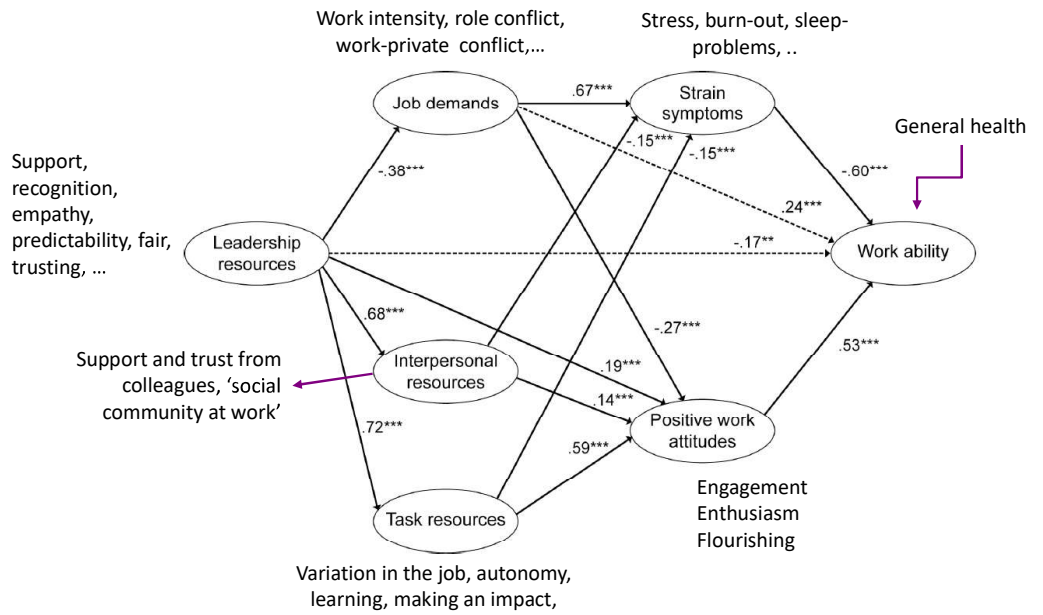 Work intensity, role conflict,
work-private conflict,…
Stress, burn-out, sleep-
problems, ..
Job demands
.67***
Strain
symptoms
General health
-.15***
-.15***
Support,
recognition,
empathy,
predictability, fair,
trusting, …
-.38***
-.60***
.24***
Leadership
resources
-.17**
Work ability
.68***
-.27***
.53***
Support and trust from
colleagues, ‘social
community at work’
Interpersonal
resources
.19***
.14***
Positive work
attitudes
.72***
.59***
Engagement
Enthusiasm
Flourishing
Task resources
Variation in the job, autonomy,
learning, making an impact,